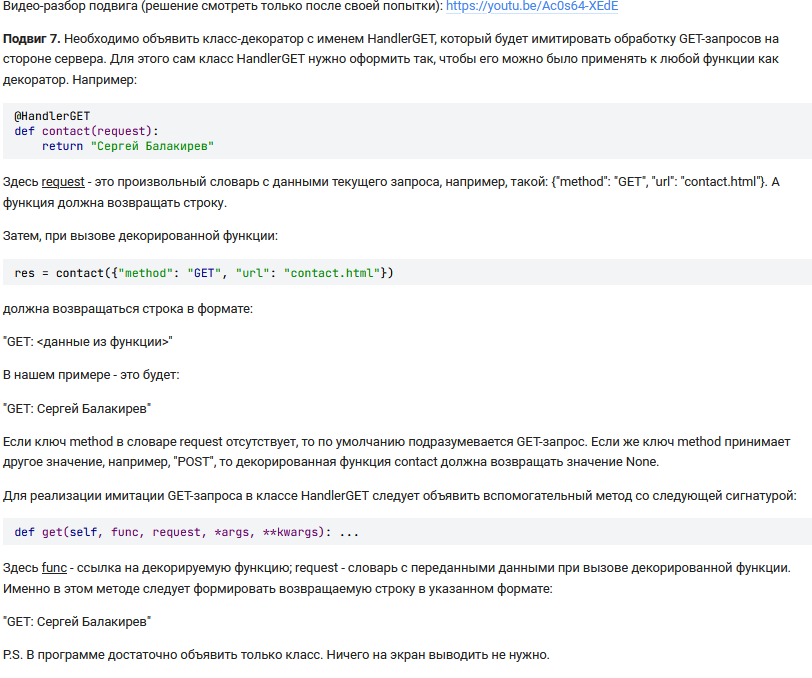 Видео-разбор подвига (решение смотреть только после своей попытки): https://youtu.be/Ac0s64-XEdE
Подвиг 7. Необходимо объявить класс-декоратор с именем HandlerGET, который будет имитировать обработку GET-запросов на
стороне сервера. Для этого сам класс HandlerGET нужно оформить так, чтобы его можно было применять к любой функции как
декоратор. Например:
@HandlerGET
def contact(request):
    return "Сергей Балакирев"
Здесь request - это произвольный словарь с данными текущего запроса, например, такой: {"method": "GET", "url": "contact.html"}. А
функция должна возвращать строку.
Затем, при вызове декорированной функции:
res = contact({"method": "GET", "url": "contact.html"})
должна возвращаться строка в формате:
"GET: <данные из функции>"
В нашем примере - это будет:
"GET: Сергей Балакирев"
Если ключ method в словаре request отсутствует, то по умолчанию подразумевается GET-запрос. Если же ключ method принимает
другое значение, например, "POST", то декорированная функция contact должна возвращать значение None.
Для реализации имитации GET-запроса в классе HandlerGET следует объявить вспомогательный метод со следующей сигнатурой:
def get(self, func, request, *args, **kwargs): ...
Здесь func - ссылка на декорируемую функцию; request - словарь с переданными данными при вызове декорированной функции.
Именно в этом методе следует формировать возвращаемую строку в указанном формате:
"GET: Сергей Балакирев"
P.S. В программе достаточно объявить только класс. Ничего на экран выводить не нужно.